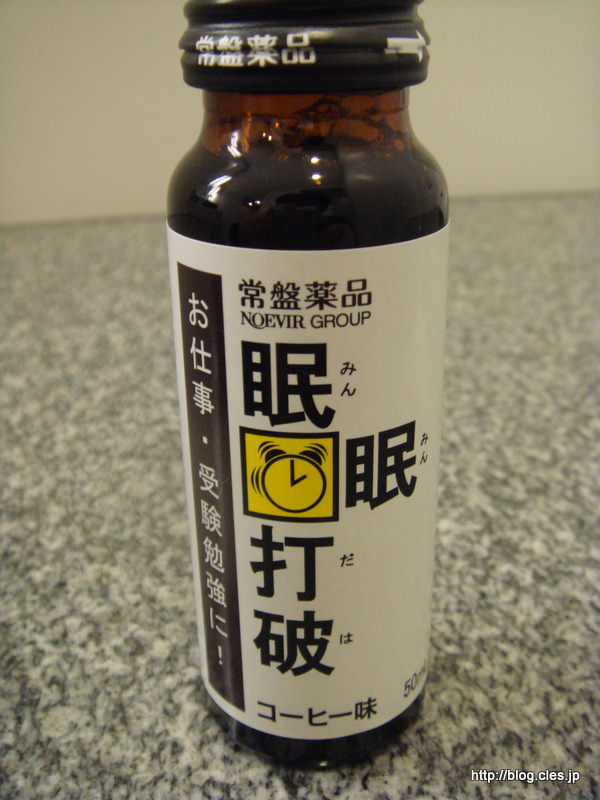 常盤薬品
常盤薬品
NOEVIR GROUP
眠眠打破
みんみんだは
お仕事・受験勉強に!
コーヒー味
http://blog.cles.jp